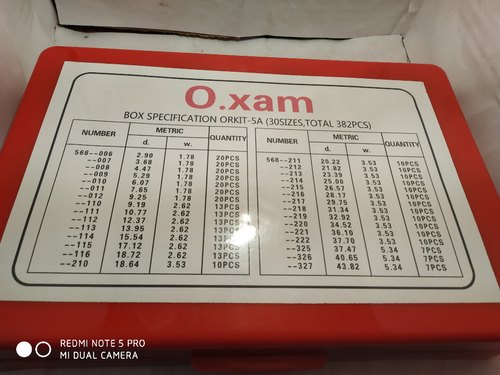 O.xam
BOX SPECIFICATION ORKIT-5A (30SIZES,TOTAL 382PCS)
NUMBER METRIC QUANTITY
d. w.
568--006 2.90 1.78 20PCS
--007 3.68 1.78 20PCS
--008 4.47 1.78 20PCS
--009 5.29 1.78 20PCS
--010 6.07 1.78 20PCS
--011 7.65 1.78 20PCS
--012 9.25 1.78 20PCS
--110 9.19 2.62 13PCS
--111 10.77 2.62 13PCS
--112 12.37 2.62 13PCS
--113 13.95 2.62 13PCS
--114 15.54 2.62 13PCS
--115 17.12 2.62 13PCS
--116 18.72 2.62 13PCS
--210 18.64 3.53 10PCS
NUMBER METRIC QUANTITY
d. w.
568--211 20.22 3.53 10PCS
--212 21.82 3.53 10PCS
--213 23.39 3.53 10PCS
--214 25.00 3.53 10PCS
--215 26.57 3.53 10PCS
--216 28.17 3.53 10PCS
--217 29.75 3.53 10PCS
--218 31.34 3.53 10PCS
--219 32.92 3.53 10PCS
--220 34.52 3.53 10PCS
--221 36.10 3.53 10PCS
--222 37.70 3.53 10PCS
--325 37.47 5.34 7PCS
--326 40.65 5.34 7PCS
--327 43.82 5.34 7PCS
REDMI NOTE 5 PRO
MI DUAL CAMERA